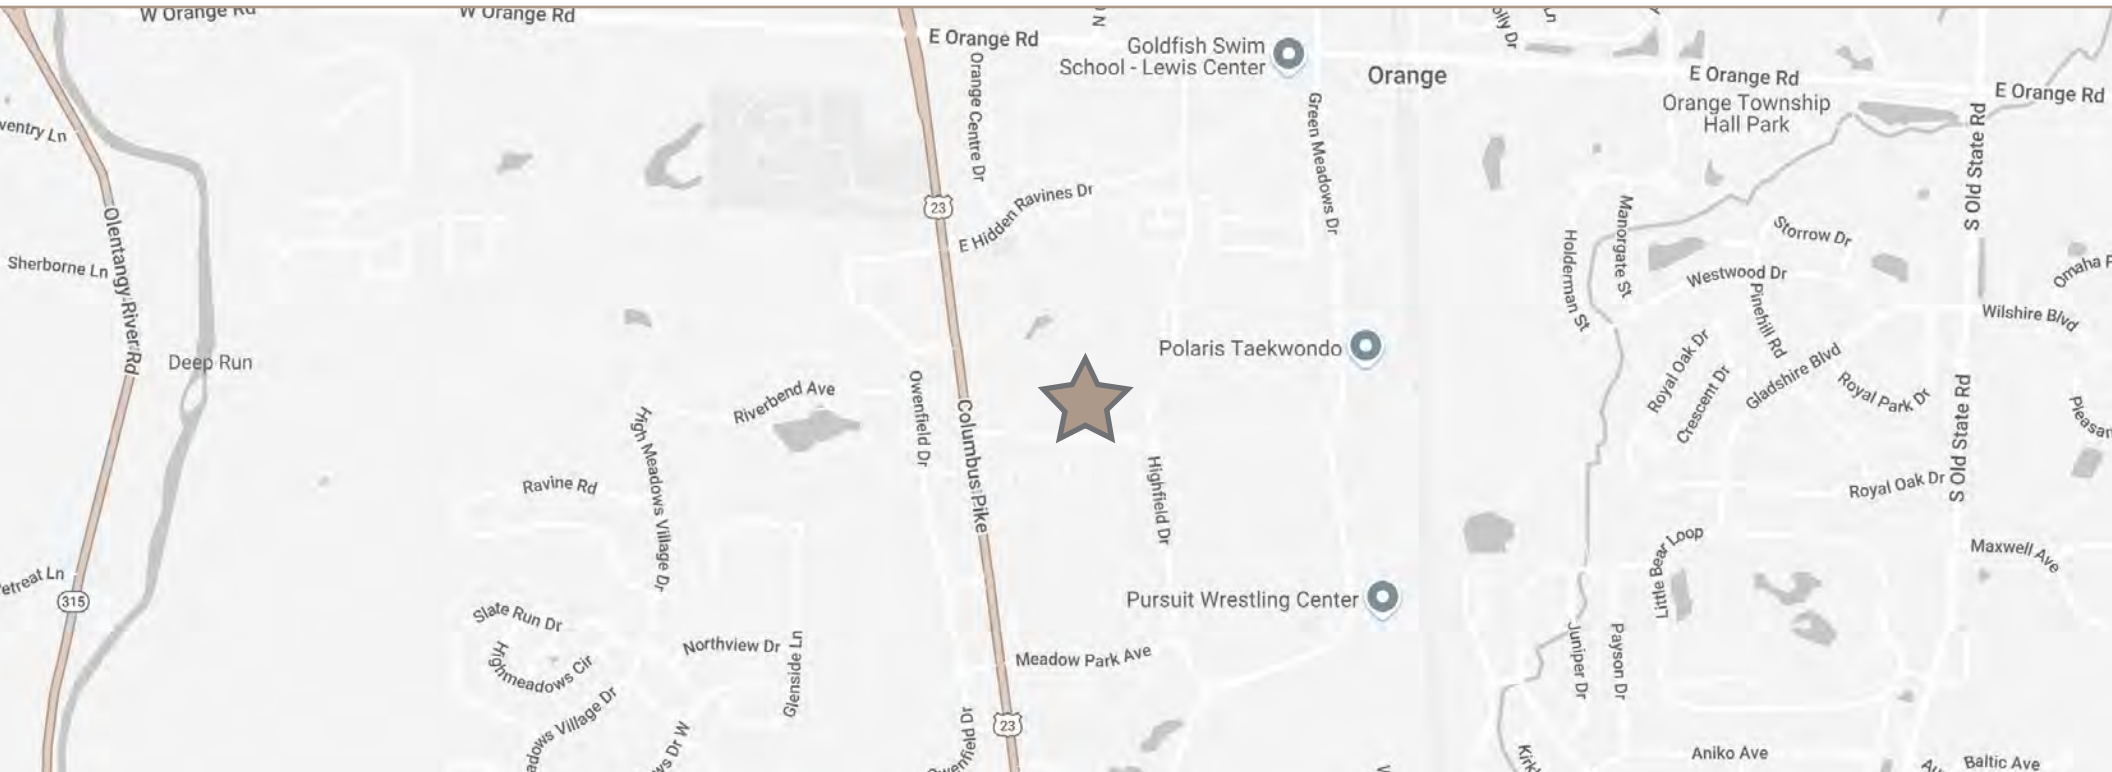 W Orange Rd
W Orange Rd
E Orange Rd
Goldfish Swim
School - Lewis Center
Orange
E Orange Rd
E Orange Rd
Orange Township
Hall Park
Orange Centre Dr
Green Meadows Dr
S Old State Rd
23
E Hidden Ravines Dr
Olentangy River Rd
Sherborne Ln
Manorgate St
Holderman St
Storrow Dr
Westwood Dr
Pinehill Rd
Wilshire Blvd
Deep Run
Polaris Taekwondo
Royal Oak Dr
Crescent Dr
Gladshire Blvd
Royal Park Dr
S Old State Rd
Riverbend Ave
Owenfield Dr
Columbus Pike
High Meadows Village Dr
Ravine Rd
Highfield Dr
Royal Oak Dr
Little Bear Loop
Maxwell Ave
315
Pursuit Wrestling Center
Slate Run Dr
Highmeadows Cir
Northview Dr
Glenside Ln
Meadow Park Ave
Juniper Dr
Payson Dr
23
Aniko Ave
Baltic Ave